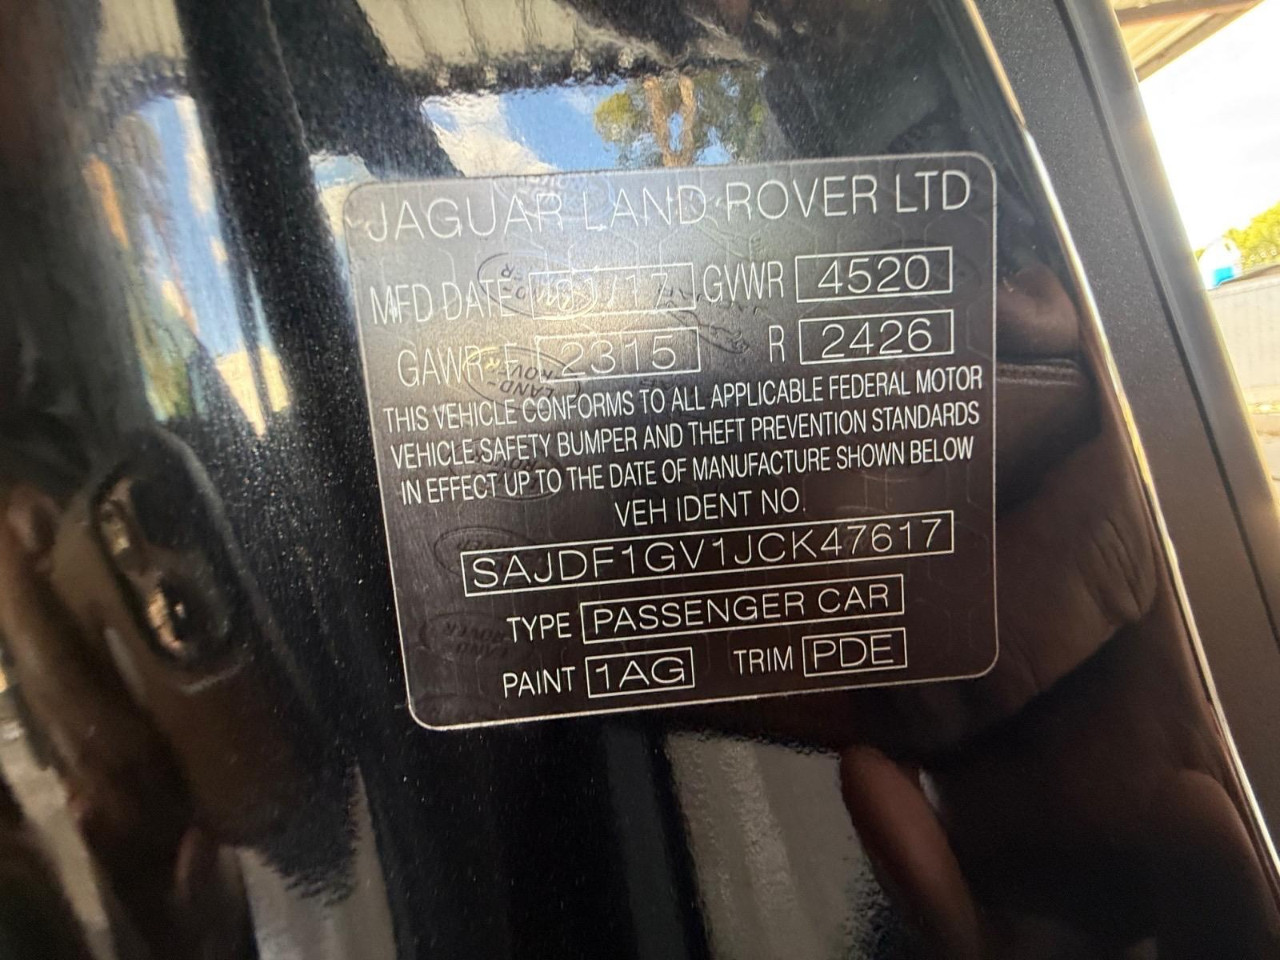 JAGUAR LAND ROVER LTD
MFD DATE GVWR 4520
GAWR-F 2315 R 2426
THIS VEHICLE CONFORMS TO ALL APPLICABLE FEDERAL MOTOR
VEHICLE SAFETY BUMPER AND THEFT PREVENTION STANDARDS
IN EFFECT UP TO THE DATE OF MANUFACTURE SHOWN BELOW
VEH IDENT NO.
SAJDF1GV1JCK47617
TYPE PASSENGER CAR
PAINT 1AG TRIM PDE